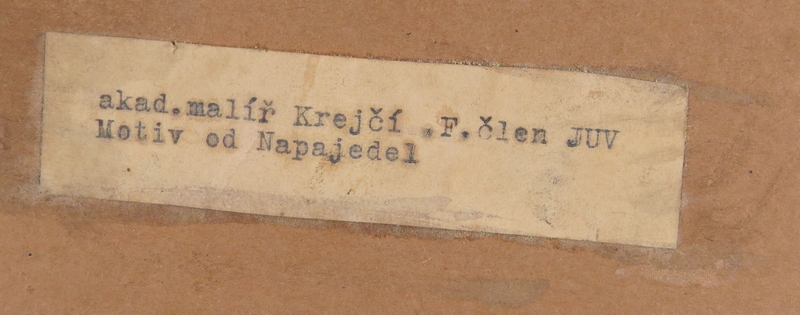 akad.malíř Krejčí .F.člen JUV
Motiv od Napajedel